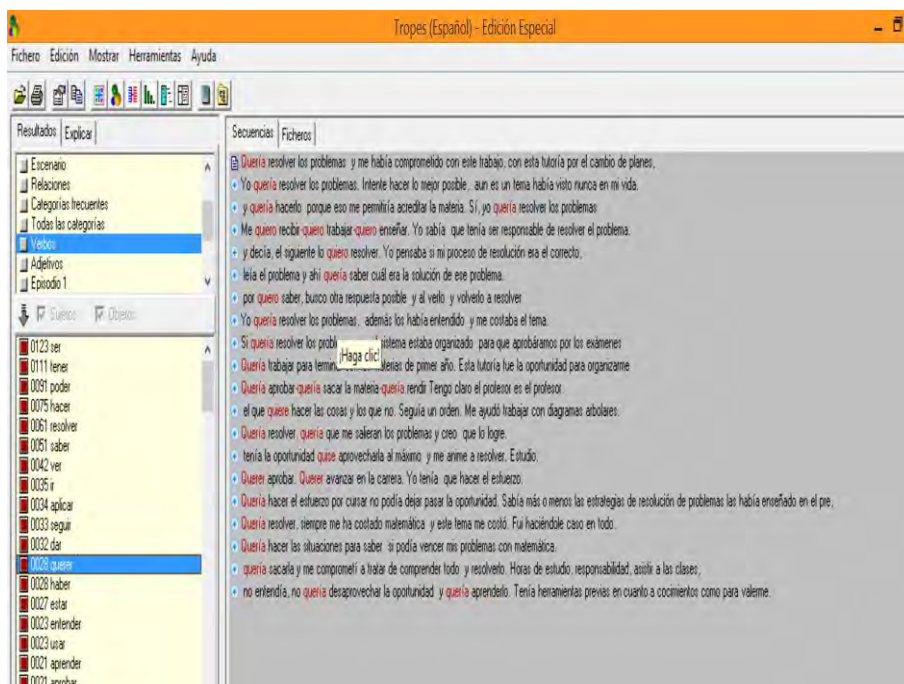 Tropes (Español) - Edición Especial
Fichero Edición Mostrar Herramientas Ayuda
Resultados Explicar
Escenario
Relaciones
Categorías frecuentes
Todas las categorías
Verbos
Adjetivos
Episodio 1
Sujetos Objetos
0123 ser
0111 tener
0091 poder
0075 hacer
0061 resolver
0051 saber
0042 ver
0035 ir
0034 aplicar
0033 seguir
0032 dar
0028 querer
0028 haber
0027 estar
0023 entender
0023 usar
0021 aprender
0021 aprobar
Secuencias Ficheros
Quería resolver los problemas y me había comprometido con este trabajo, con esta tutoría por el cambio de planes,
Yo quería resolver los problemas. Intente hacer lo mejor posible, aun es un tema había visto nunca en mi vida.
y quería hacerlo porque eso me permitiría acreditar la materia. Sí, yo quería resolver los problemas
Me quero recibir-quero trabajar-quero enseñar. Yo sabía que tenía ser responsable de resolver el problema.
y decía, el siguiente lo quiero resolver. Yo pensaba si mi proceso de resolución era el correcto,
leía el problema y ahí quería saber cuál era la solución de ese problema.
por quero saber, busco otra respuesta posible y al verlo y volverlo a resolver
Yo quería resolver los problemas, además los había entendido y me costaba el tema.
Si quería resolver los probl sistema estaba organizado para que aprobáramos por los exámenes
¡Haga clic!
Quería trabajar para termin materias de primer año. Esta tutoría fue la oportunidad para organizarme
Quería aprobar-quería sacar la materia-quería rendir Tengo claro el profesor es el profesor
el que quere hacer las cosas y los que no. Seguía un orden. Me ayudó trabajar con diagramas arbolares.
Quería resolver, quería que me salieran los problemas y creo que lo logre.
tenía la oportunidad quise aprovecharla al máximo y me anime a resolver. Estudio.
Querer aprobar. Querer avanzar en la carrera. Yo tenía que hacer el esfuerzo.
Quería hacer el esfuerzo por cursar no podía dejar pasar la oportunidad. Sabía más o menos las estrategias de resolución de problemas las había enseñado en el pre,
Quería resolver, siempre me ha costado matemática y este tema me costó. Fui haciéndole caso en todo.
Quería hacer las situaciones para saber si podía vencer mis problemas con matemática.
quería sacarla y me comprometí a tratar de comprender todo y resolverlo. Horas de estudio, responsabilidad, asistir a las clases,
no entendía, no quería desaprovechar la oportunidad y quería aprenderlo. Tenía herramientas previas en cuanto a cocimientos como para valerme.